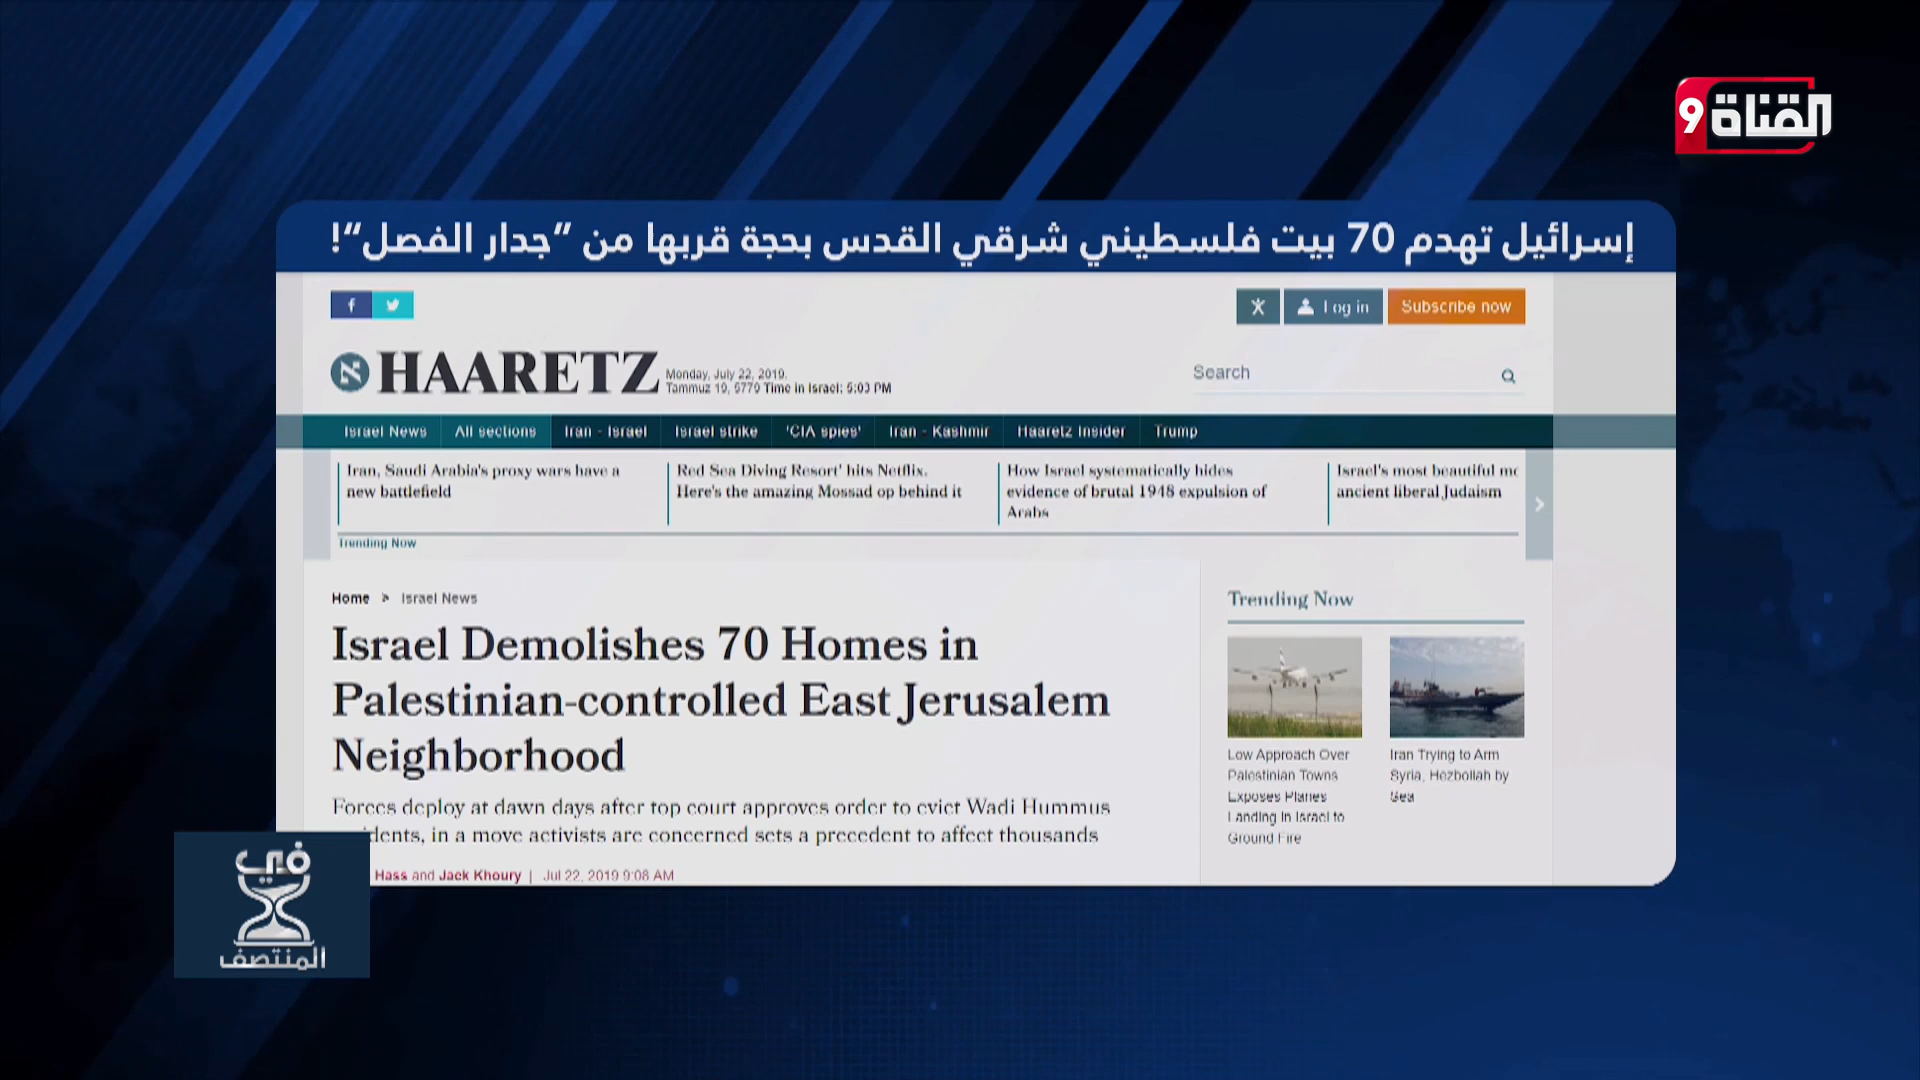 القناة 9
إسرائيل تهدم 70 بيت فلسطيني شرقي القدس بحجة قربها من ”جدار الفصل“!
Log in
Subscribe now
HAARETZ
Monday, July 22, 2019.
Tammuz 19, 5779 Time in Israel: 5:03 PM
Search
Israel News All sections Iran - Israel Israel strike 'CIA spies' Iran - Kashmir Haaretz Insider Trump
Iran, Saudi Arabia's proxy wars have a
new battlefield
Red Sea Diving Resort' hits Netflix.
Here's the amazing Mossad op behind it
How Israel systematically hides
evidence of brutal 1948 expulsion of
Arabs
Israel's most beautiful
ancient liberal Judaism
Trending Now
Home > Israel News
Israel Demolishes 70 Homes in
Palestinian-controlled East Jerusalem
Neighborhood
Forces deploy at dawn days after top court approves order to evict Wadi Hummus
in a move activists are concerned sets a precedent to affect thousands
Hass and Jack Khoury | Jul 22, 2019 9:08 AM
Trending Now
Low Approach Over
Palestinian Towns
Exposes Planes
Landing in Israel to
Ground Fire
Iran Trying to Arm
Syria, Hezbollah by
Sea
في
المنتصف